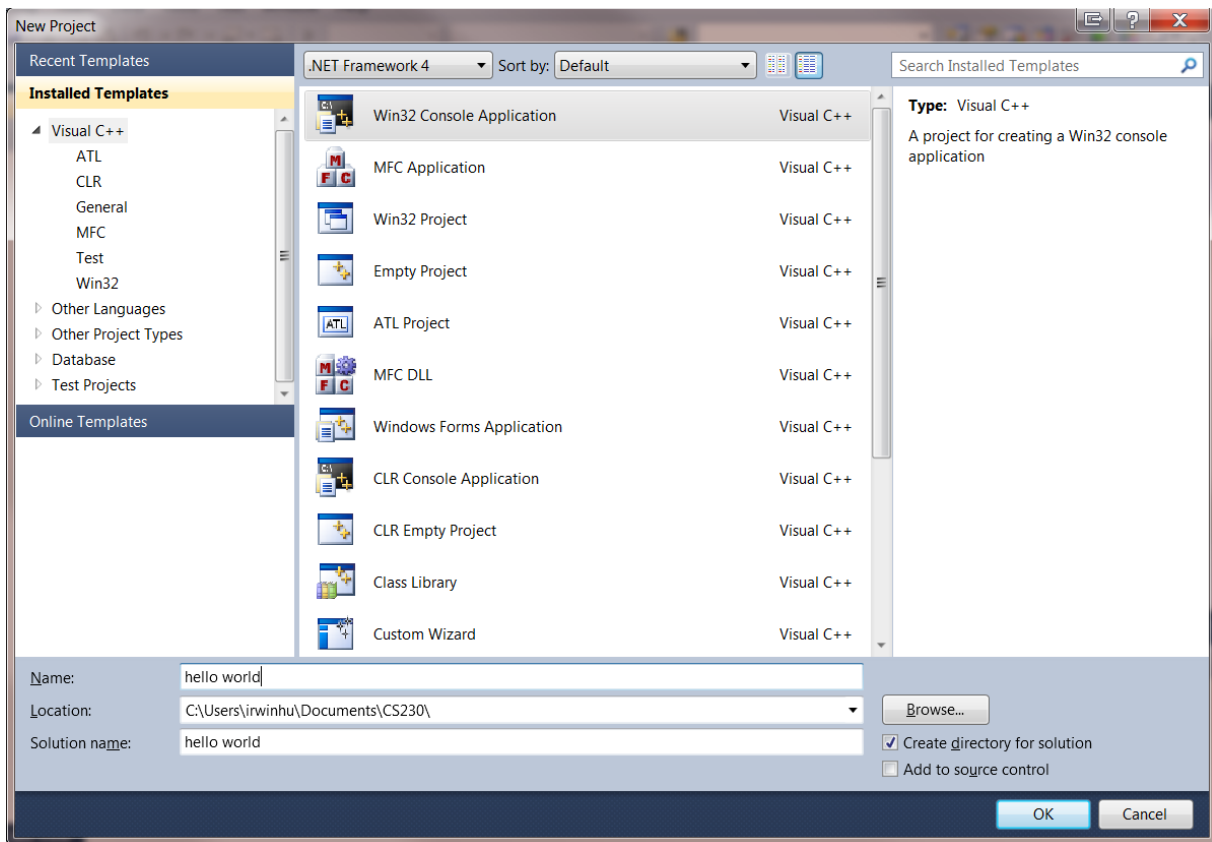 New Project
Recent Templates
Installed Templates
Visual C++
ATL
CLR
General
MFC
Test
Win32
Other Languages
Other Project Types
Database
Test Projects
Online Templates
.NET Framework 4 Sort by: Default
Win32 Console Application Visual C++
MFC Application Visual C++
Win32 Project Visual C++
Empty Project Visual C++
ATL Project Visual C++
MFC DLL Visual C++
Windows Forms Application Visual C++
CLR Console Application Visual C++
CLR Empty Project Visual C++
Class Library Visual C++
Custom Wizard Visual C++
Search Installed Templates
Type: Visual C++
A project for creating a Win32 console
application
Name: hello world
Location: C:\Users\irwinhu\Documents\CS230\ Browse...
Solution name: hello world
Create directory for solution
Add to source control
OK Cancel